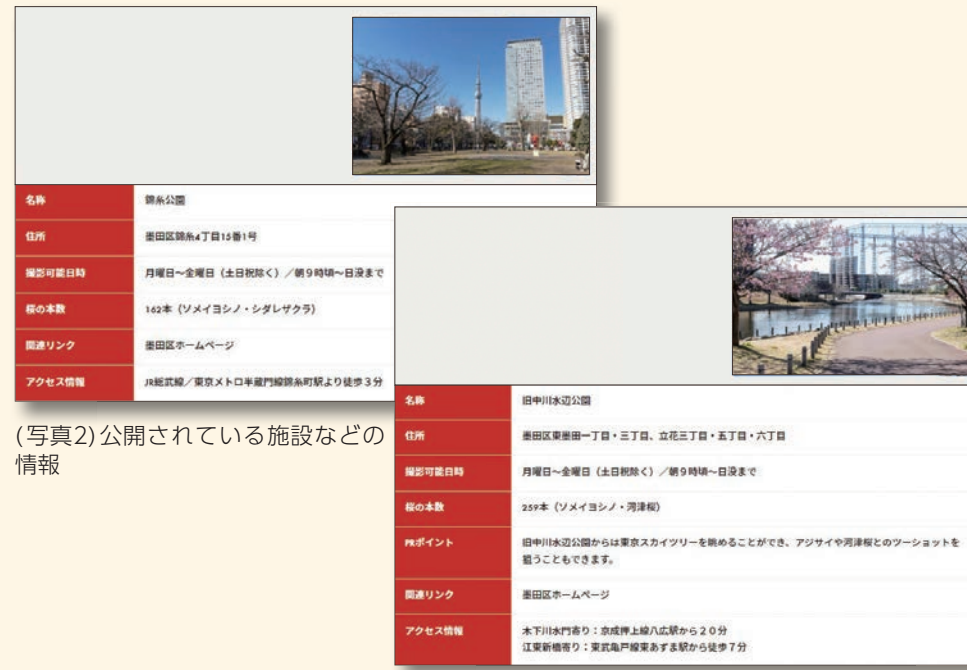 名称 錦糸公園
住所 墨田区錦糸4丁目15番1号
撮影可能日時 月曜日～金曜日（土日祝除く）／朝9時頃～日没まで
桜の本数 162本（ソメイヨシノ・シダレザクラ）
関連リンク 墨田区ホームページ
アクセス情報 JR総武線／東京メトロ半蔵門線錦糸町駅より徒歩3分
(写真2)公開されている施設などの
情報
名称 旧中川水辺公園
住所 墨田区東墨田一丁目・三丁目、立花三丁目・五丁目・六丁目
撮影可能日時 月曜日～金曜日（土日祝除く）／朝9時頃～日没まで
桜の本数 259本（ソメイヨシノ・河津桜）
PRポイント 旧中川水辺公園からは東京スカイツリーを眺めることができ、アジサイや河津桜とのツーショットを
狙うこともできます。
関連リンク 墨田区ホームページ
アクセス情報 木下川水門寄り：京成押上線八広駅から２０分
江東新橋寄り：東武亀戸線東あずま駅から徒歩７分